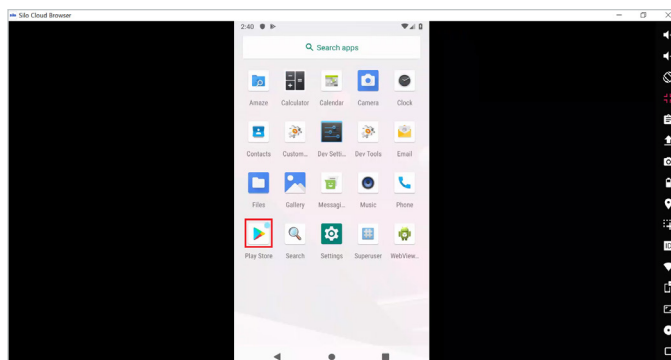 Silo Cloud Browser
2:40
Search apps
Amaze Calculator Calendar Camera Clock
Contacts Custom... Dev Setti... Dev Tools Email
Files Gallery Messagi... Music Phone
Play Store Search Settings Superuser WebView...
ID